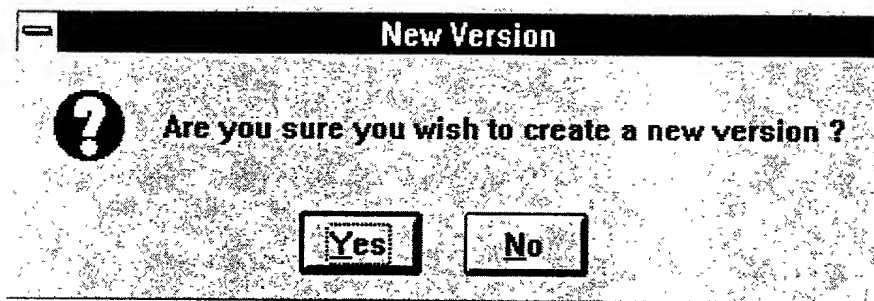 New Version
? Are you sure you wish to create a new version ?
Yes No